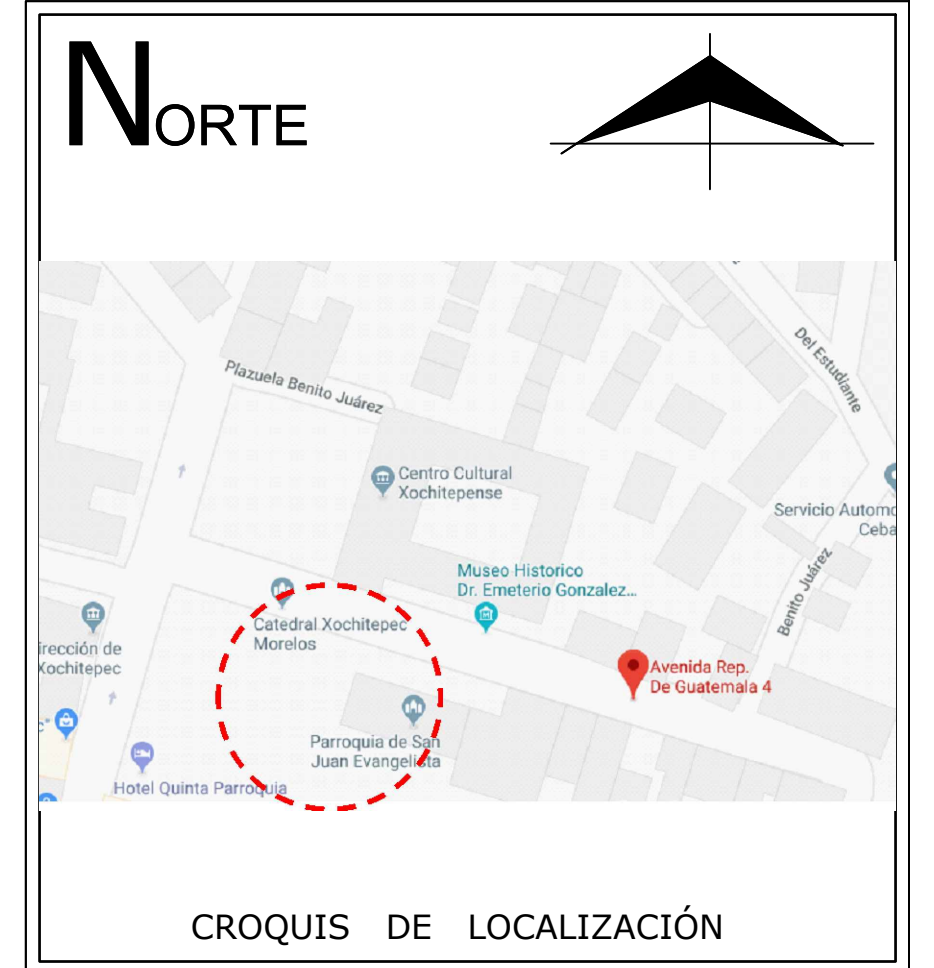 NORTE
Del Estudiante
Plazuela Benito Juárez
Centro Cultural
Xochitepense
Servicio Automo
Ceba
Museo Historico
Dr. Emeterio Gonzalez...
Benito Juárez
Catedral Xochitepec
Morelos
irección de
Xochitepec
Avenida Rep.
De Guatemala 4
Parroquia de San
Juan Evangelista
Hotel Quinta Parroquia
CROQUIS DE LOCALIZACIÓN